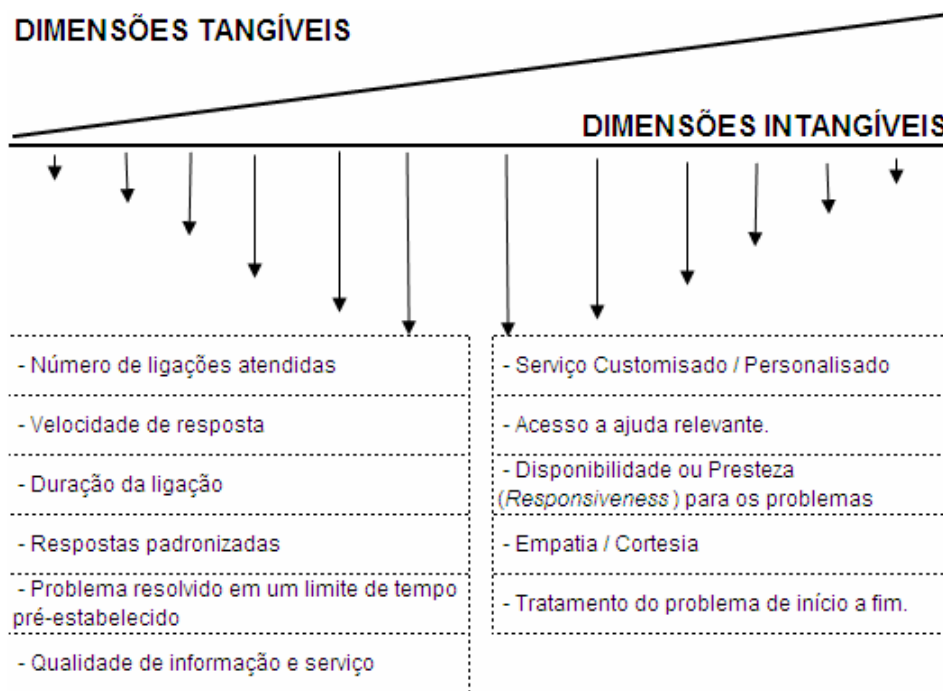 DIMENSÕES TANGÍVEIS
DIMENSÕES INTANGÍVEIS
- Número de ligações atendidas
- Velocidade de resposta
- Duração da ligação
- Respostas padronizadas
- Problema resolvido em um limite de tempo
pré-estabelecido
- Qualidade de informação e serviço
- Serviço Customisado / Personalisado
- Acesso a ajuda relevante.
- Disponibilidade ou Presteza
(Responsiveness) para os problemas
- Empatia / Cortesia
- Tratamento do problema de início a fim.